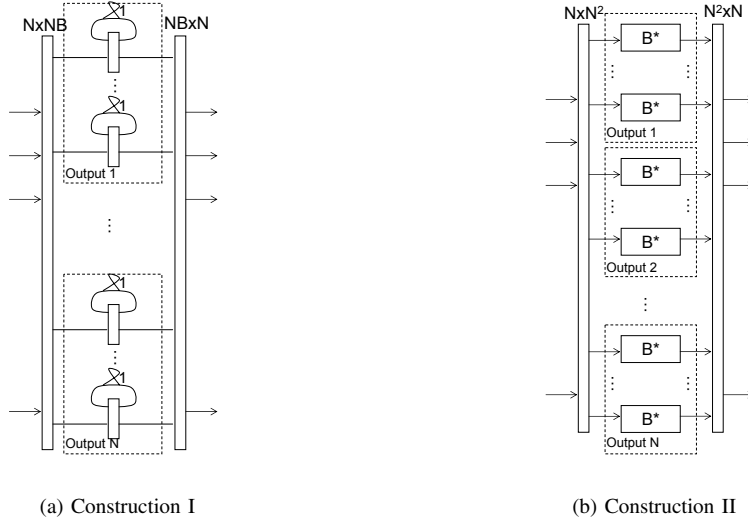 NxNB
NBxN
1
1
Output 1
1
1
Output N
(a) Construction I
NxN²
N²xN
B*
B*
Output 1
B*
B*
Output 2
B*
B*
Output N
(b) Construction II